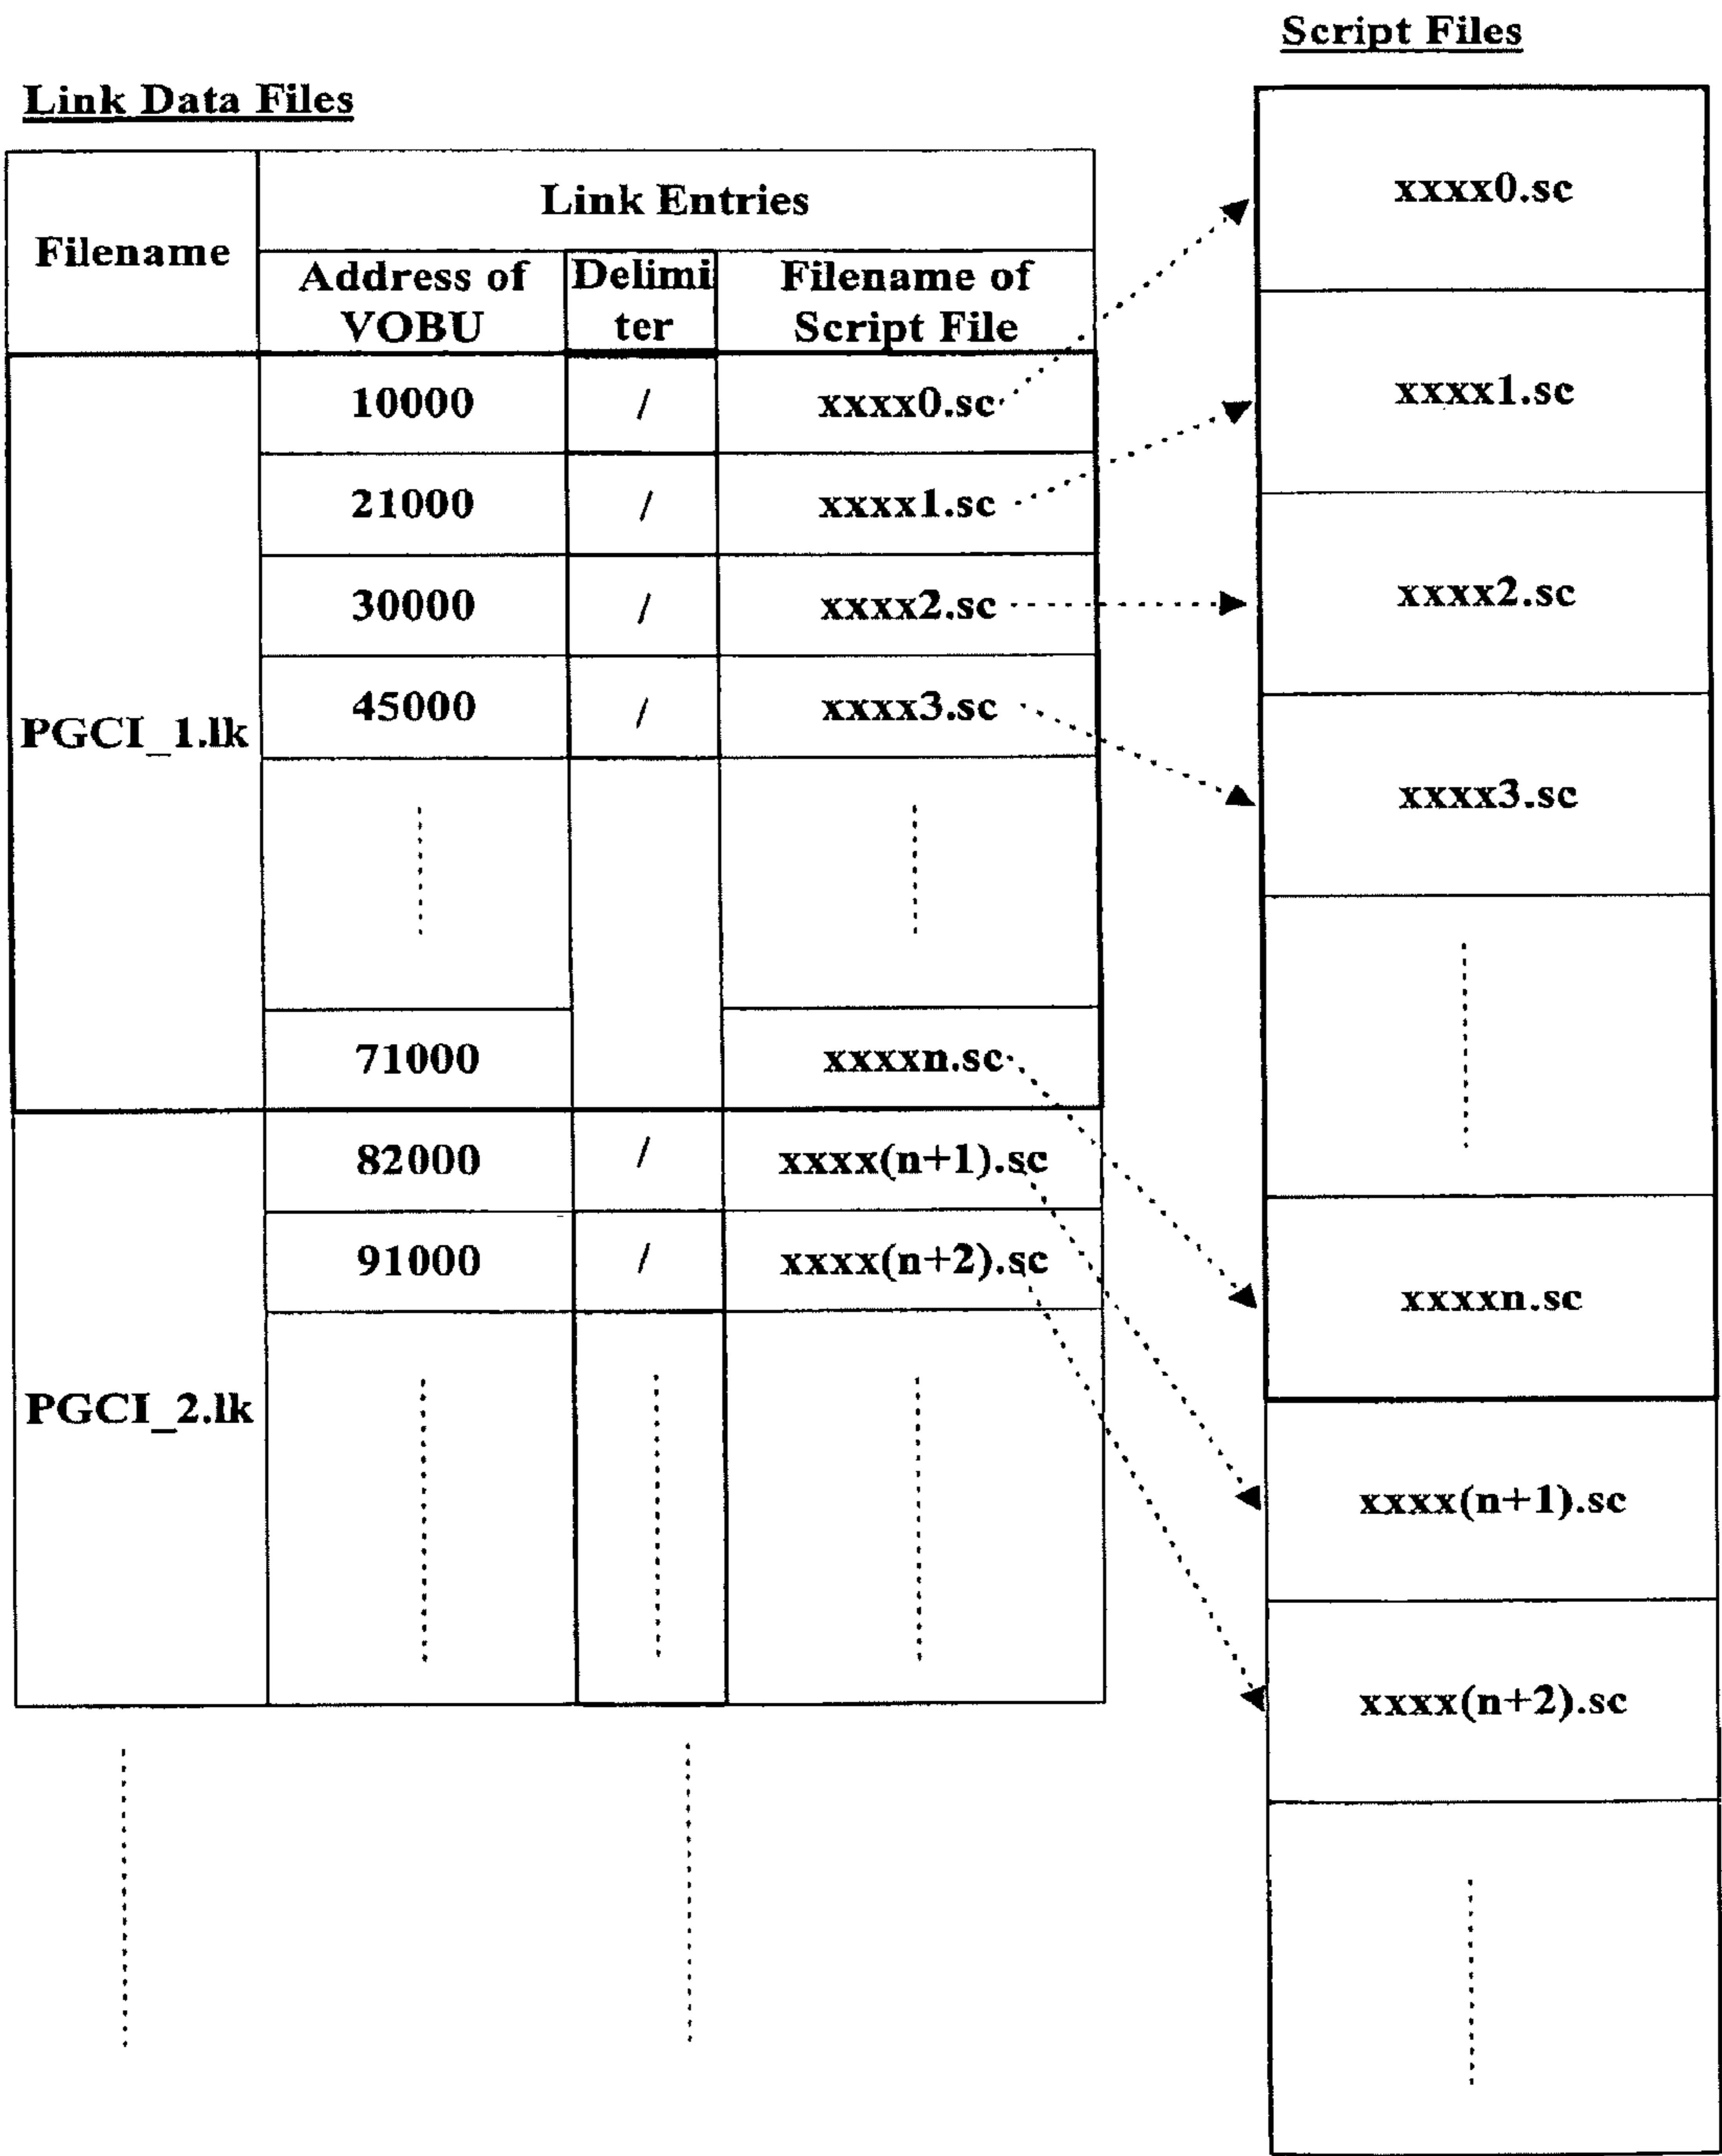 Script Files
Link Data Files
Filename
Link Entries
Address of
VOBU
Delimi
ter
Filename of
Script File
PGCI_1.lk
10000 / xxxx0.sc
21000 / xxxx1.sc
30000 / xxxx2.sc
45000 / xxxx3.sc
71000 xxxxn.sc
PGCI_2.lk
82000 / xxxx(n+1).sc
91000 / xxxx(n+2).sc
xxxx0.sc
xxxx1.sc
xxxx2.sc
xxxx3.sc
xxxxn.sc
xxxx(n+1).sc
xxxx(n+2).sc